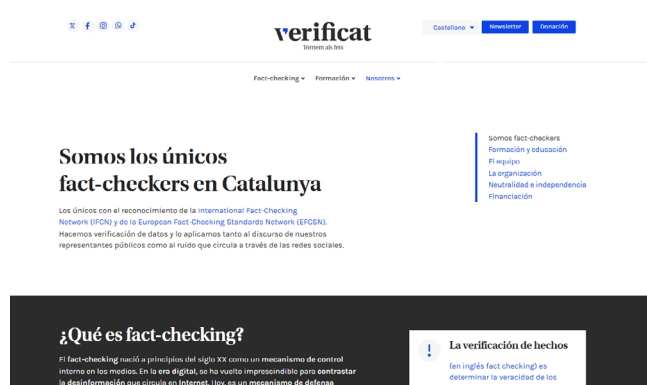 verificat
Tornem als fets
Castellano
Newsletter
Donación
Fact-checking
Formación
Nosotros
Somos los únicos
fact-checkers en Catalunya
Los únicos con el reconocimiento de la International Fact-Checking
Network (IFCN) y de la European Fact-Checking Standards Network (EFCSN).
Hacemos verificación de datos y lo aplicamos tanto al discurso de nuestros
representantes públicos como al ruido que circula a través de las redes sociales.
Somos fact-checkers
Formación y educación
El equipo
La organización
Neutralidad e independencia
Financiación
¿Qué es fact-checking?
El fact-checking nació a principios del siglo XX como un mecanismo de control
interno en los medios. En la era digital, se ha vuelto imprescindible para contrastar
la desinformación que circula en Internet. Hoy, es un mecanismo de defensa
La verificación de hechos
(en inglés fact checking) es
determinar la veracidad de los